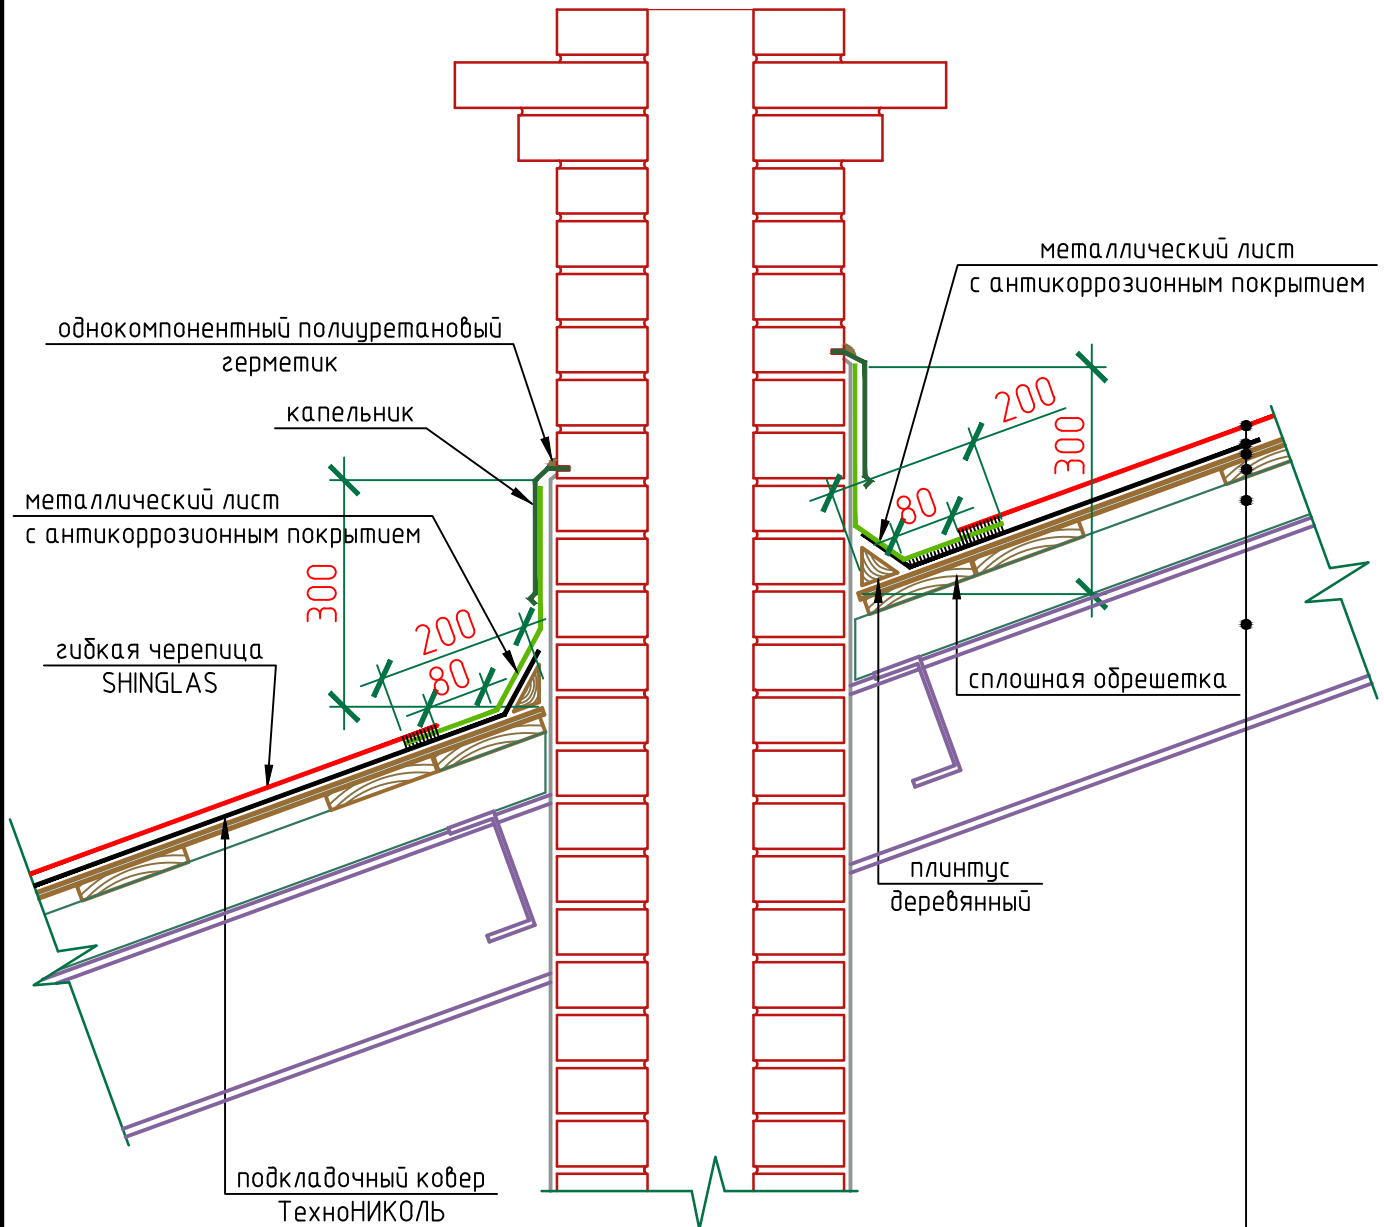 металлический лист
с антикоррозионным покрытием
однокомпонентный полиуретановый
герметик
капельник
200
300
80
металлический лист
с антикоррозионным покрытием
300
200
80
гибкая черепица
SHINGLAS
сплошная обрешетка
плинтус
деревянный
подкладочный ковер
ТехноНИКОЛЬ